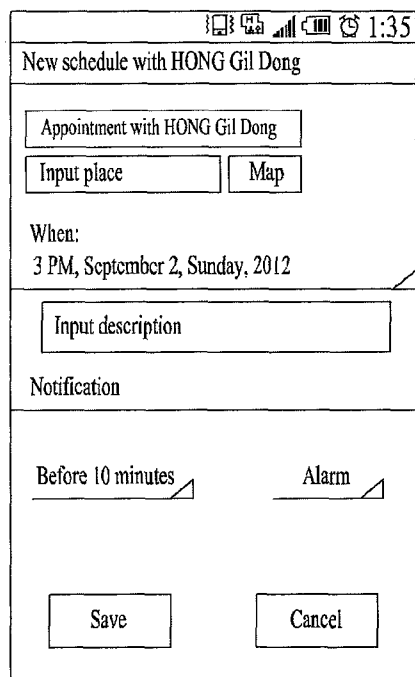 1:35
New schedule with HONG Gil Dong
Appointment with HONG Gil Dong
Input place Map
When:
3 PM, September 2, Sunday, 2012
Input description
Notification
Before 10 minutes Alarm
Save Cancel